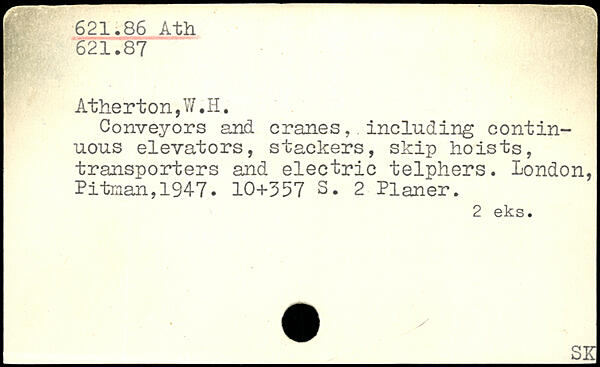 621.86 Ath
621.87
Atherton,W.H.
Conveyors and cranes, including contin-
uous elevators, stackers, skip hoists,
transporters and electric telphers. London,
Pitman,1947. 10+357 S. 2 Planer.
2 eks.
SK